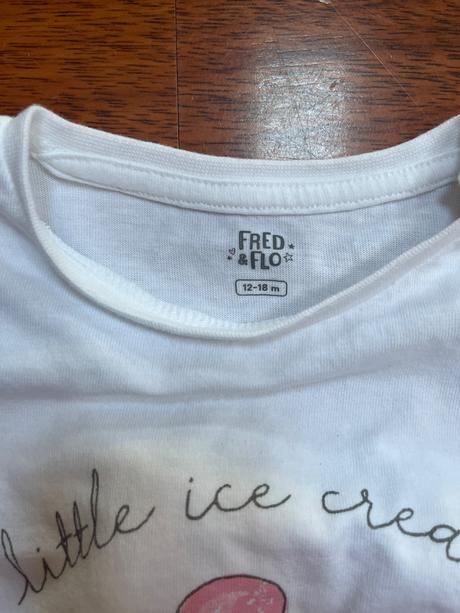 FRED
& FLO
12-18 m
little ice crea